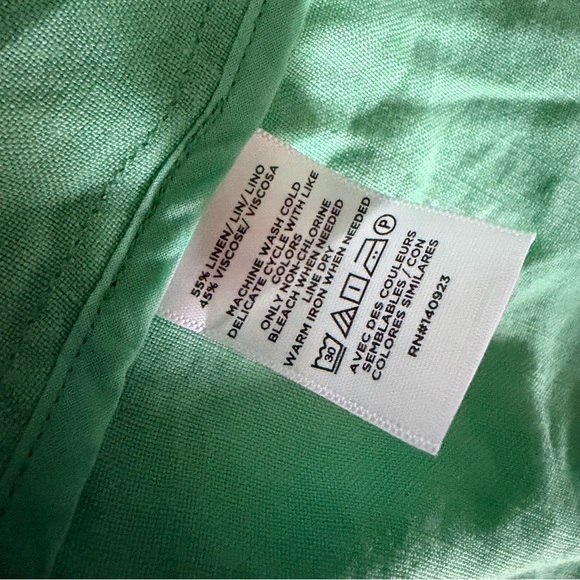 55% LINEN/ LIN/ LINO
45% VISCOSE/ VISCOSA
MACHINE WASH COLD
DELICATE CYCLE WITH LIKE
COLORS
ONLY NON-CHLORINE
BLEACH WHEN NEEDED
LINE DRY
WARM IRON WHEN NEEDED
30 P
AVEC DES COULEURS
SEMBLABLES / CON
COLORES SIMILARES
RN#140923